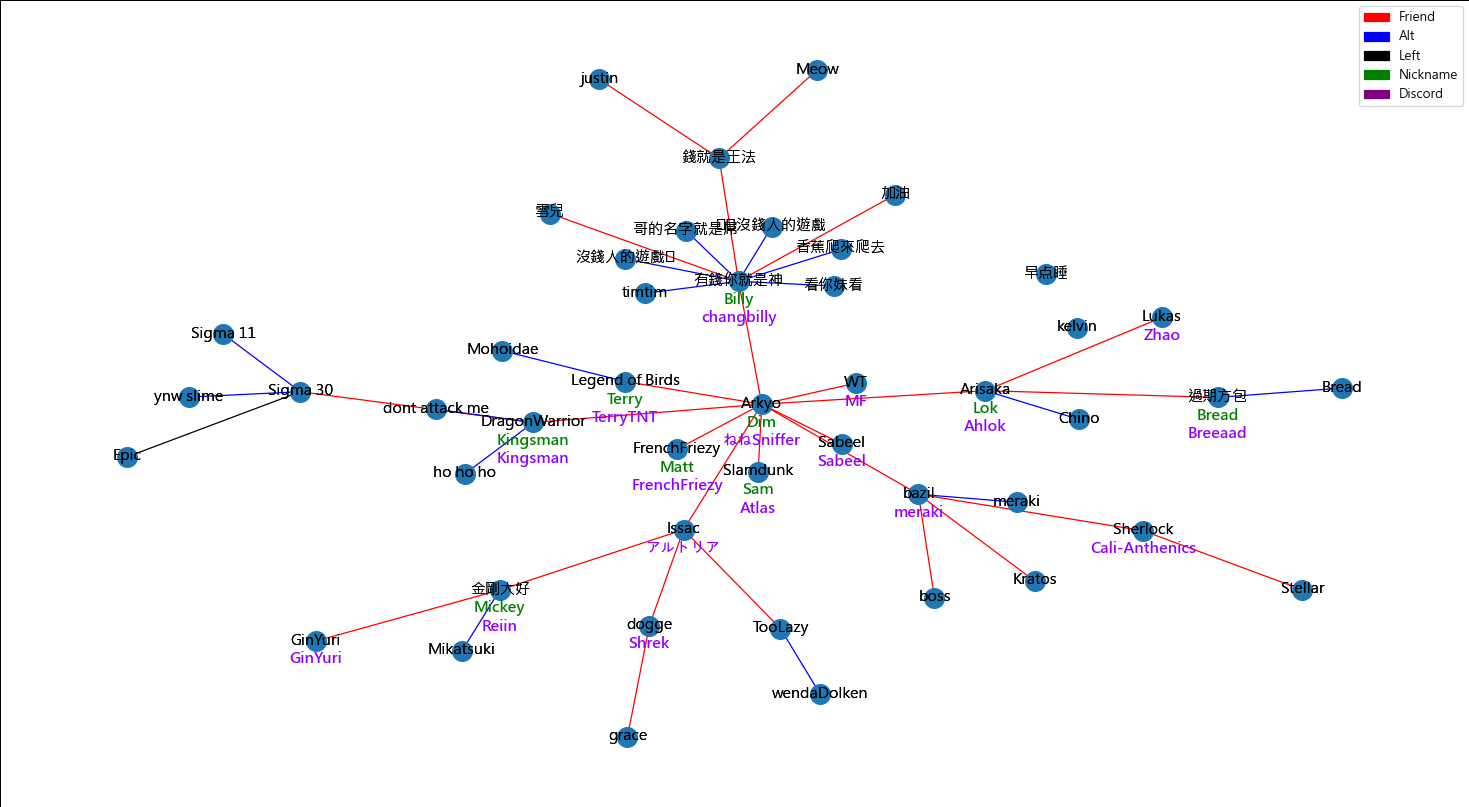 Friend
Alt
Left
Nickname
Discord
justin
Meow
錢就是王法
雪兒
加油
哥的名字就是屌
沒錢人的遊戲
香蕉爬來爬去
沒錢人的遊戲
有錢你就是神
Billy
changbilly
timtim
看你妹看
早点睡
kelvin
Lukas
Zhao
Sigma 11
Mohoidae
Legend of Birds
Terry
TerryTNT
WT
MF
Arisaka
Lok
Ahlok
過期方包
Bread
Breeaad
Bread
ynw slime
Sigma 30
dont attack me
DragonWarrior
Kingsman
Kingsman
Arkyo
Dim
ねねSniffer
Chino
Epic
ho ho ho
FrenchFriezy
Matt
FrenchFriezy
Slamdunk
Sam
Atlas
Sabeel
Sabeel
bazil
meraki
meraki
Sherlock
Cali-Anthenics
Issac
アルトリア
金剛大好
Mickey
Reiin
Kratos
boss
Stellar
GinYuri
GinYuri
Mikatsuki
dogge
Shrek
TooLazy
wendaDolken
grace